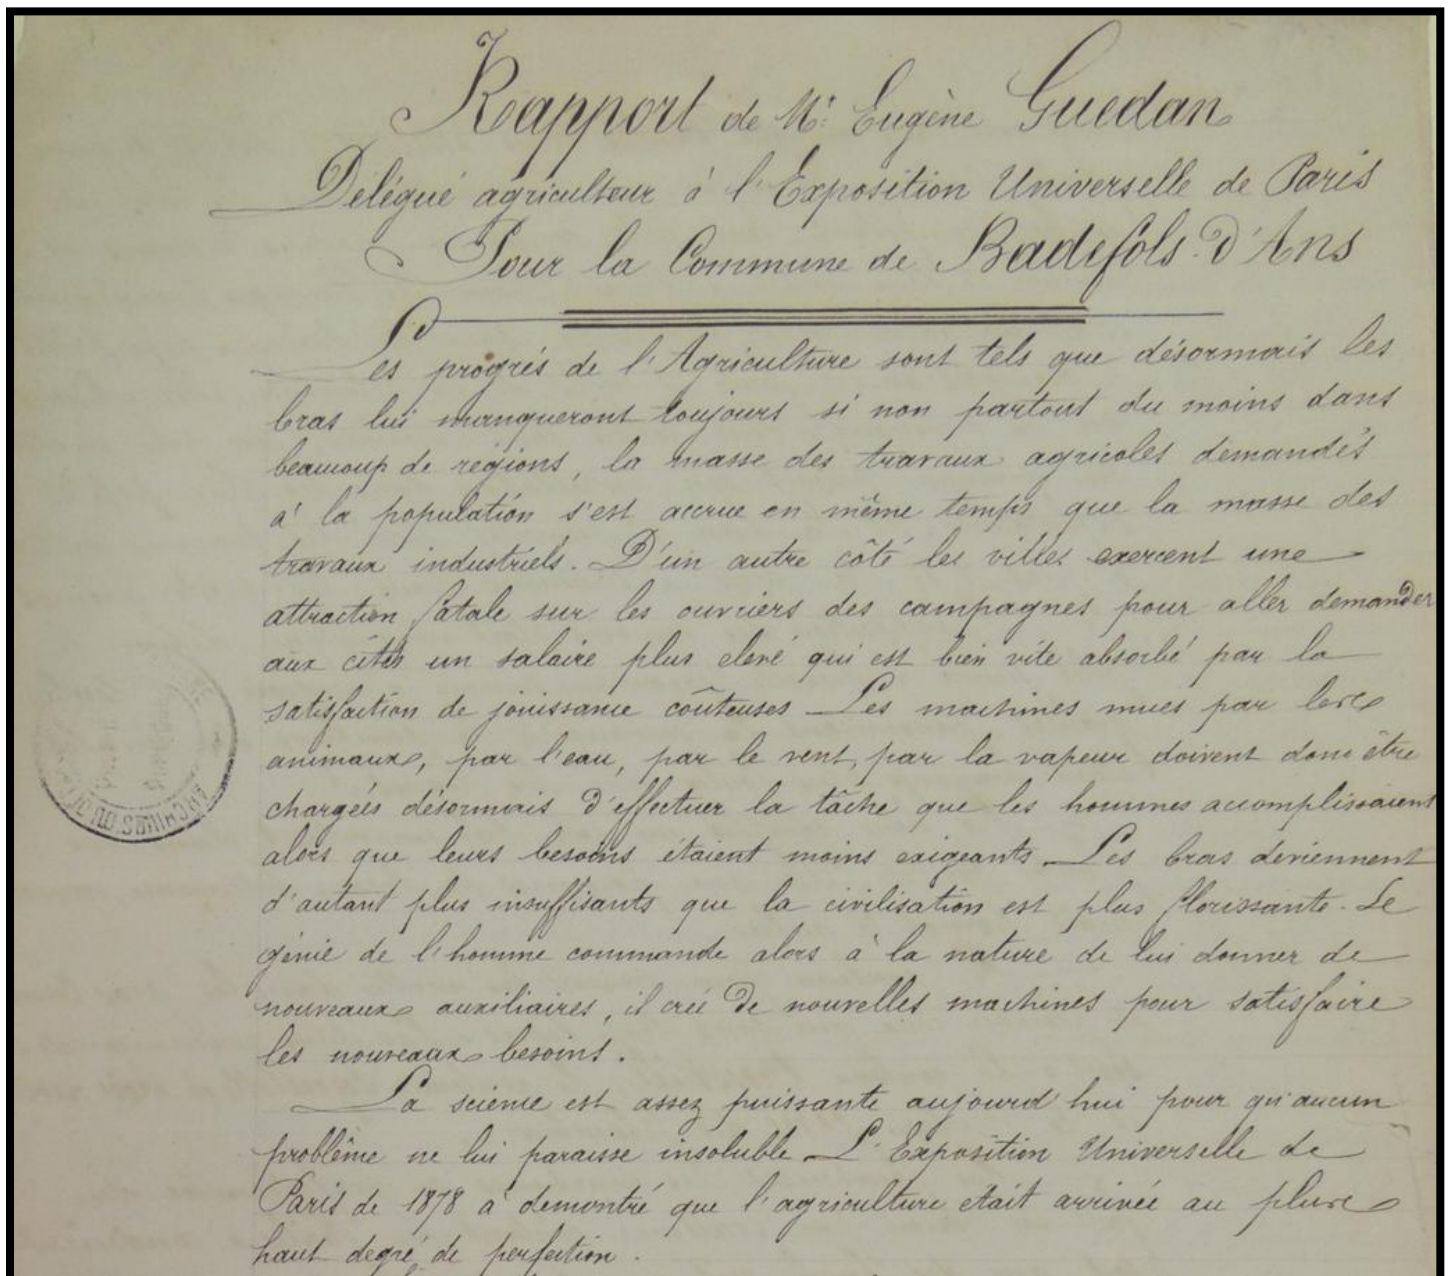 Rapport de Mr. Eugène Guedan
Délégué agriculteur à l'Exposition Universelle de Paris
Pour la Commune de Badefols-D'Ans
Les progrès de l'Agriculture sont tels que désormais les
bras lui manqueront toujours si non partout du moins dans
beaucoup de régions, la masse des travaux agricoles demandés
à la population s'est accrue en même temps que la masse des
travaux industriels. D'un autre côté les villes exercent une
attraction fatale sur les ouvriers des campagnes pour aller demander
aux cités un salaire plus elevé qui est bien vite absorbé par la
satisfaction de jouissance coûteuses Les machines mues par les
animaux, par l'eau, par le vent, par la vapeur doivent donc être
chargées désormais d'effectuer la tâche que les hommes accomplissaient
alors que leurs besoins étaient moins exigeants Les bras deviennent
d'autant plus insuffisants que la civilisation est plus florissante. Le
génie de l'homme commande alors à la nature de lui donner de
nouveaux auxiliaires, il crée de nouvelles machines pour satisfaire
les nouveaux besoins.
La science est assez puissante aujourd'hui pour qu'aucun
problême ne lui paraisse insoluble L'Exposition Universelle de
Paris de 1878 à demontré que l'agriculture etait arrivée au plus
haut degré de perfection.
ARCHIVES